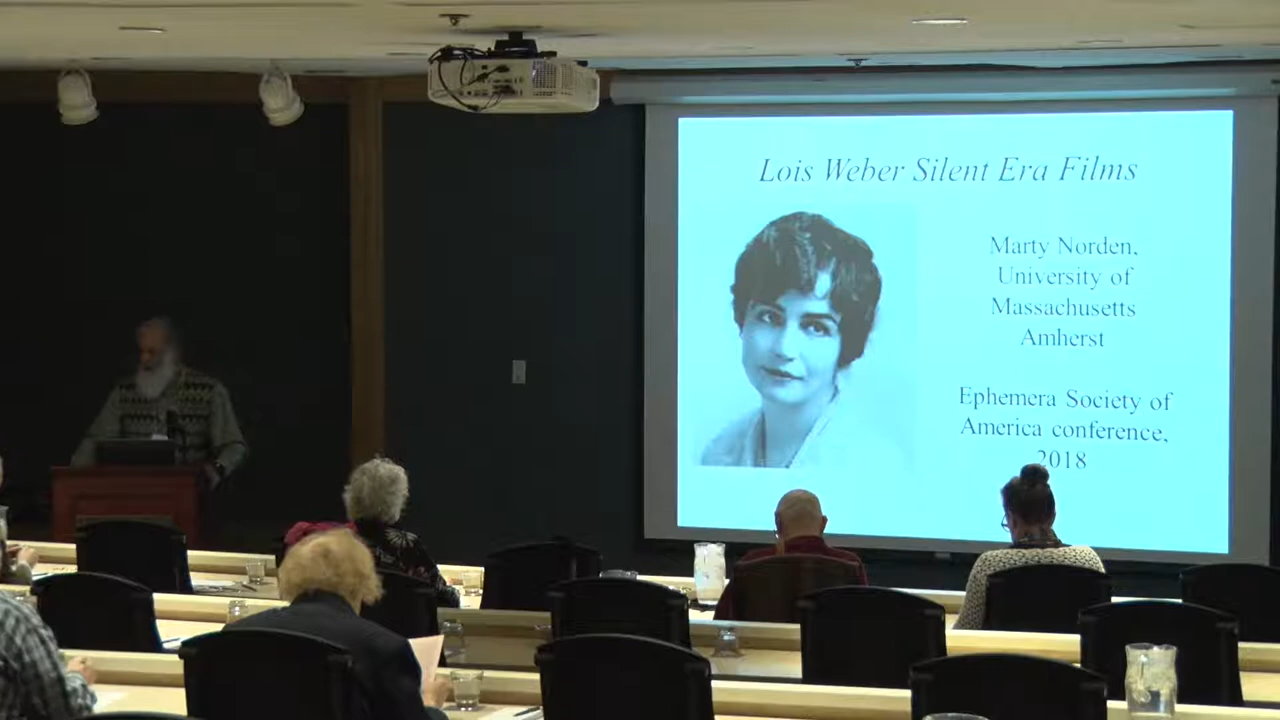 Lois Weber Silent Era Films
Marty Norden,
University of
Massachusetts
Amherst
Ephemera Society of
America conference,
2018